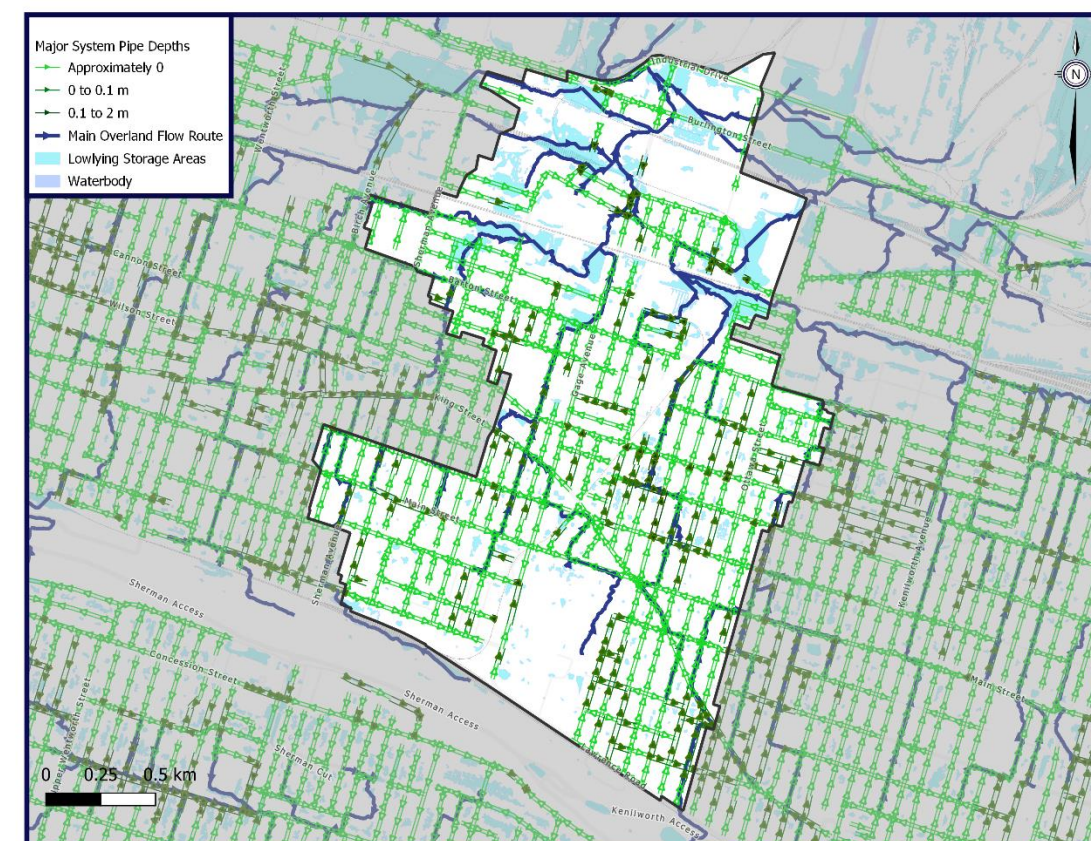 Major System Pipe Depths
Approximately 0
0 to 0.1 m
0.1 to 2 m
Main Overland Flow Route
Lowlying Storage Areas
Waterbody
N
Industrial Drive
Wentworth Street
Burlington Street
Birch Avenue
Sherman Avenue
Cannon Street
Barton Street
Wilson Street
Gage Avenue
King Street
Ottawa Street
Main Street
Sherman Avenue
Kenilworth Avenue
Sherman Access
Concession Street
Main Street
Sherman Access
Upper Wentworth Street
Sherman Cut
Lawrence Road
0 0.25 0.5 km
Kenilworth Access